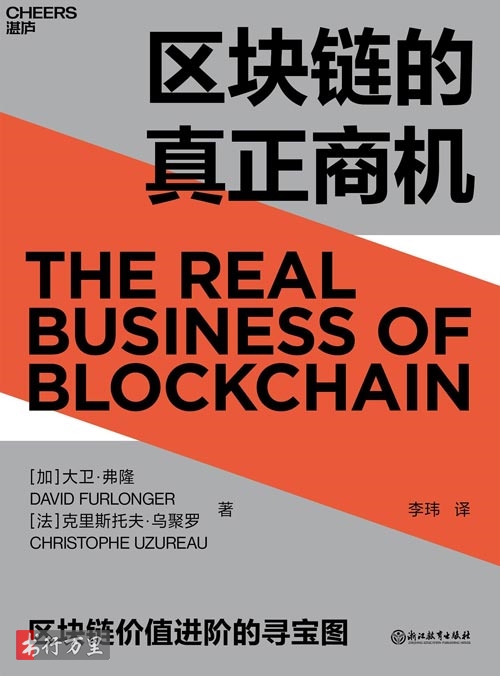 CHEERS
湛庐
区块链的
真正商机
THE REAL
BUSINESS OF
BLOCKCHAIN
[加]大卫·弗隆
DAVID FURLONGER
[法]克里斯托夫·乌聚罗
CHRISTOPHE UZUREAU
著
李玮 译
区块链价值进阶的寻宝图
书行万里
浙江教育出版社